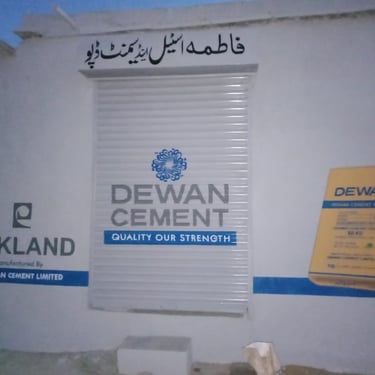 فاطمہ اسٹیل اینڈ سیمنٹ ڈپو
DEWAN
CEMENT
QUALITY OUR STRENGTH
KLAND
anufactured By
AN CEMENT LIMITED
DEWA